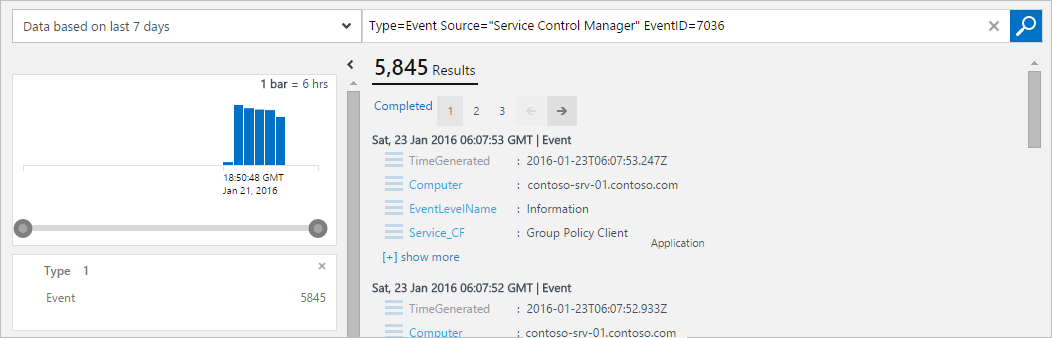 Data based on last 7 days
Type=Event Source="Service Control Manager" EventID=7036
1 bar = 6 hrs
18:50:48 GMT
Jan 21, 2016
Type 1
Event 5845
5,845 Results
Completed 1 2 3
Sat, 23 Jan 2016 06:07:53 GMT | Event
TimeGenerated : 2016-01-23T06:07:53.247Z
Computer : contoso-srv-01.contoso.com
EventLevelName : Information
Service_CF : Group Policy Client
Application
[+] show more
Sat, 23 Jan 2016 06:07:52 GMT | Event
TimeGenerated : 2016-01-23T06:07:52.933Z
Computer : contoso-srv-01.contoso.com